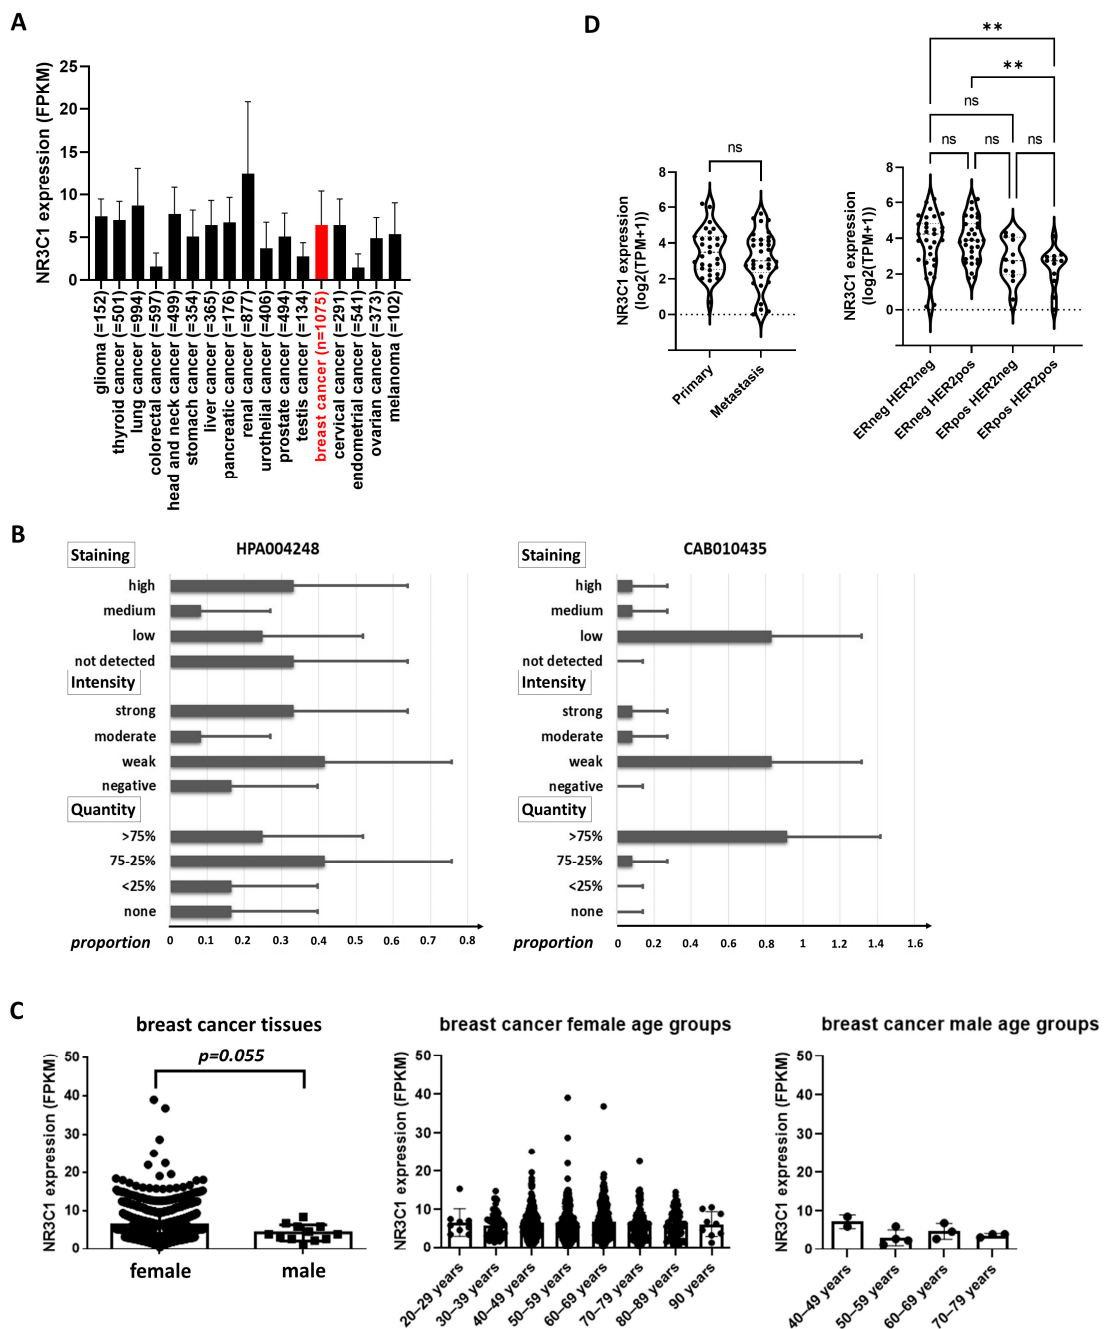 A
NR3C1 expression (FPKM)
25
20
15
10
5
0
glioma (=152)
thyroid cancer (=501)
lung cancer (=994)
colorectal cancer (=597)
head and neck cancer (=499)
stomach cancer (=354)
liver cancer (=365)
pancreatic cancer (=176)
renal cancer (=877)
urothelial cancer (=406)
prostate cancer (=494)
testis cancer (=134)
breast cancer (n=1075)
cervical cancer (=291)
endometrial cancer (=541)
ovarian cancer (=373)
melanoma (=102)
D
NR3C1 expression
(log2(TPM+1))
8
6
4
2
0
ns
Primary
Metastasis
NR3C1 expression
(log2(TPM+1))
8
6
4
2
0
**
**
ns
ns
ns
ns
ERneg HER2neg
ERneg HER2pos
ERpos HER2neg
ERpos HER2pos
B
Staining
HPA004248
high
medium
low
not detected
Intensity
strong
moderate
weak
negative
Quantity
>75%
75-25%
<25%
none
proportion
0 0.1 0.2 0.3 0.4 0.5 0.6 0.7 0.8
Staining
CAB010435
high
medium
low
not detected
Intensity
strong
moderate
weak
negative
Quantity
>75%
75-25%
<25%
none
proportion
0 0.2 0.4 0.6 0.8 1 1.2 1.4 1.6
C
breast cancer tissues
NR3C1 expression (FPKM)
50
40
30
20
10
0
p=0.055
female
male
breast cancer female age groups
NR3C1 expression (FPKM)
50
40
30
20
10
0
20–29 years
30–39 years
40–49 years
50–59 years
60–69 years
70–79 years
80–89 years
90 years
breast cancer male age groups
NR3C1 expression (FPKM)
50
40
30
20
10
0
40–49 years
50–59 years
60–69 years
70–79 years